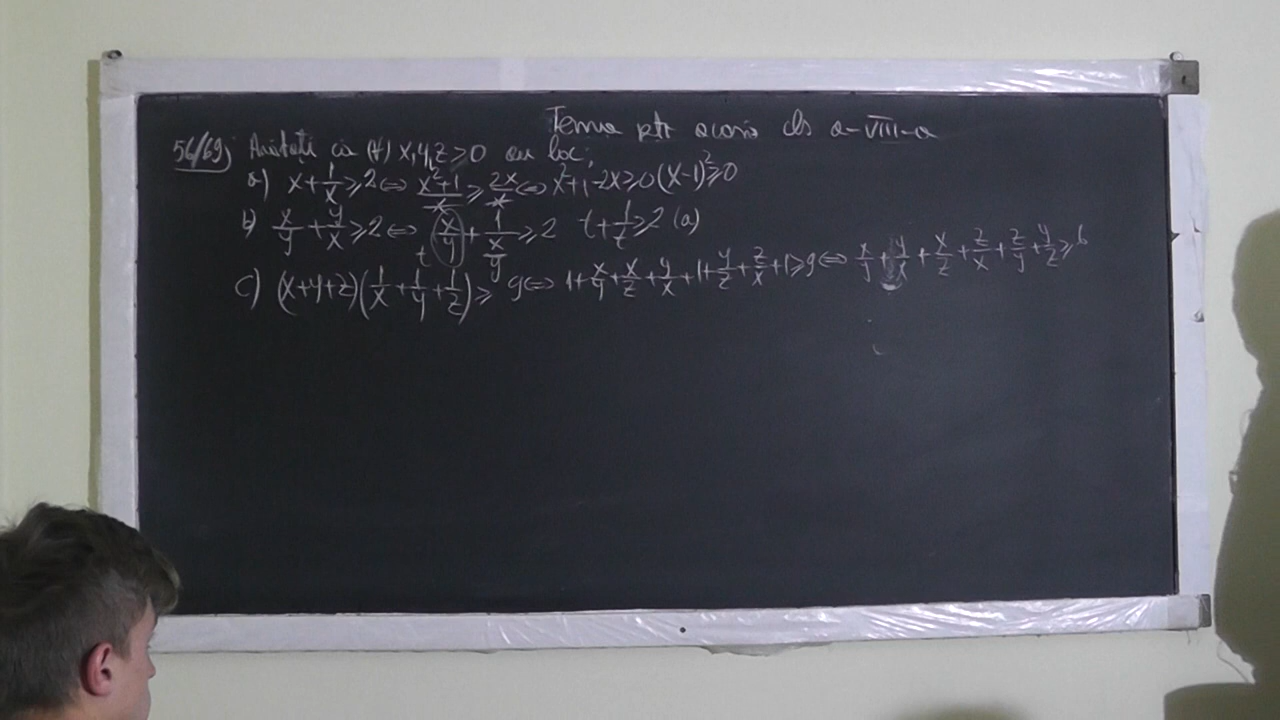 Tema ptr acasă cls a-VIII-a
56/69) Arătați că (∀) x,y,z>0 au loc:
a) x+1/x≥2⇔ (x²+1)/x≥2x/x⇔ x²+1-2x≥0 (x-1)²≥0
b) x/y+y/x≥2⇔ t x/y+1/(x/y)≥2 t+1/t≥2 (a)
c) (x+y+z)(1/x+1/y+1/z)≥ 9⇔ 1+x/y+x/z+y/x+1+y/z+z/x+1≥9⇔ x/y+y/x+x/z+z/x+z/y+y/z≥6